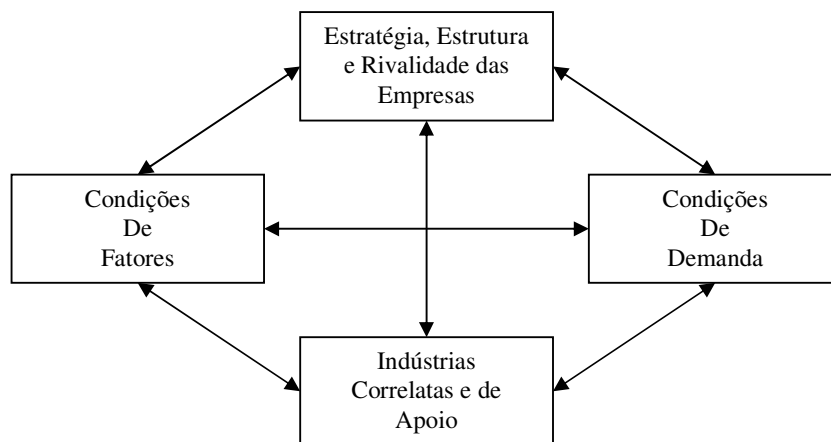 Estratégia, Estrutura
e Rivalidade das
Empresas
Condições
De
Fatores
Condições
De
Demanda
Indústrias
Correlatas e de
Apoio